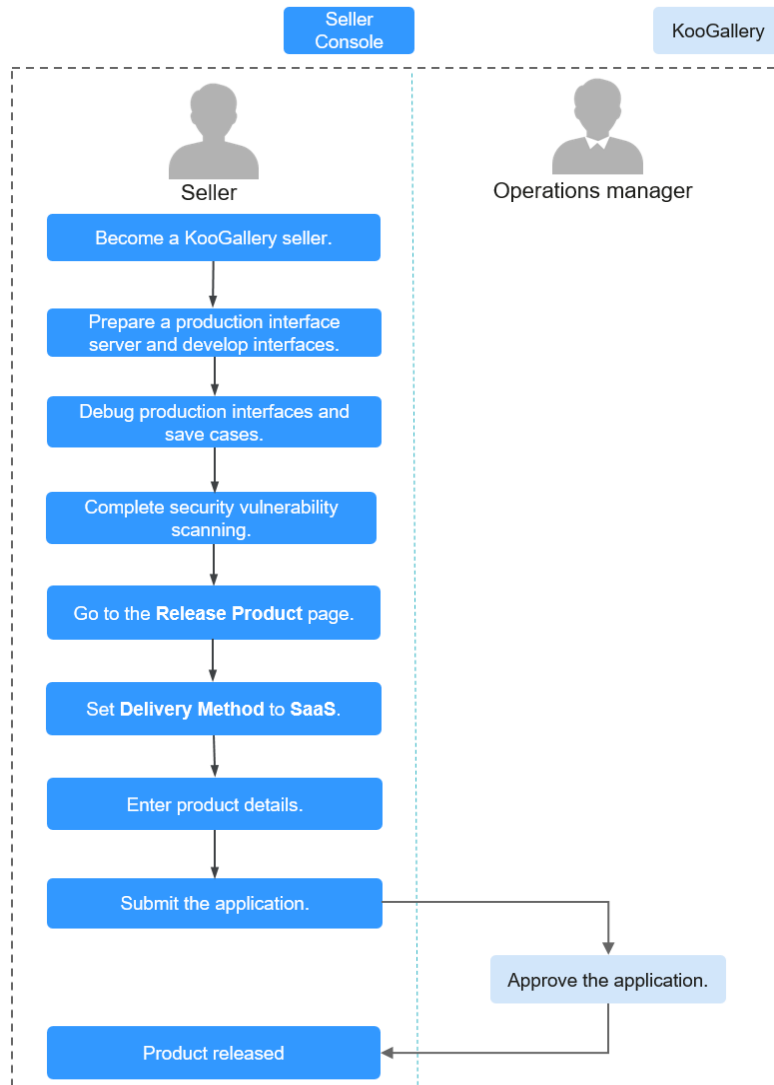 Seller
Console
KooGallery
Seller
Operations manager
Become a KooGallery seller.
Prepare a production interface
server and develop interfaces.
Debug production interfaces and
save cases.
Complete security vulnerability
scanning.
Go to the Release Product page.
Set Delivery Method to SaaS.
Enter product details.
Submit the application.
Approve the application.
Product released